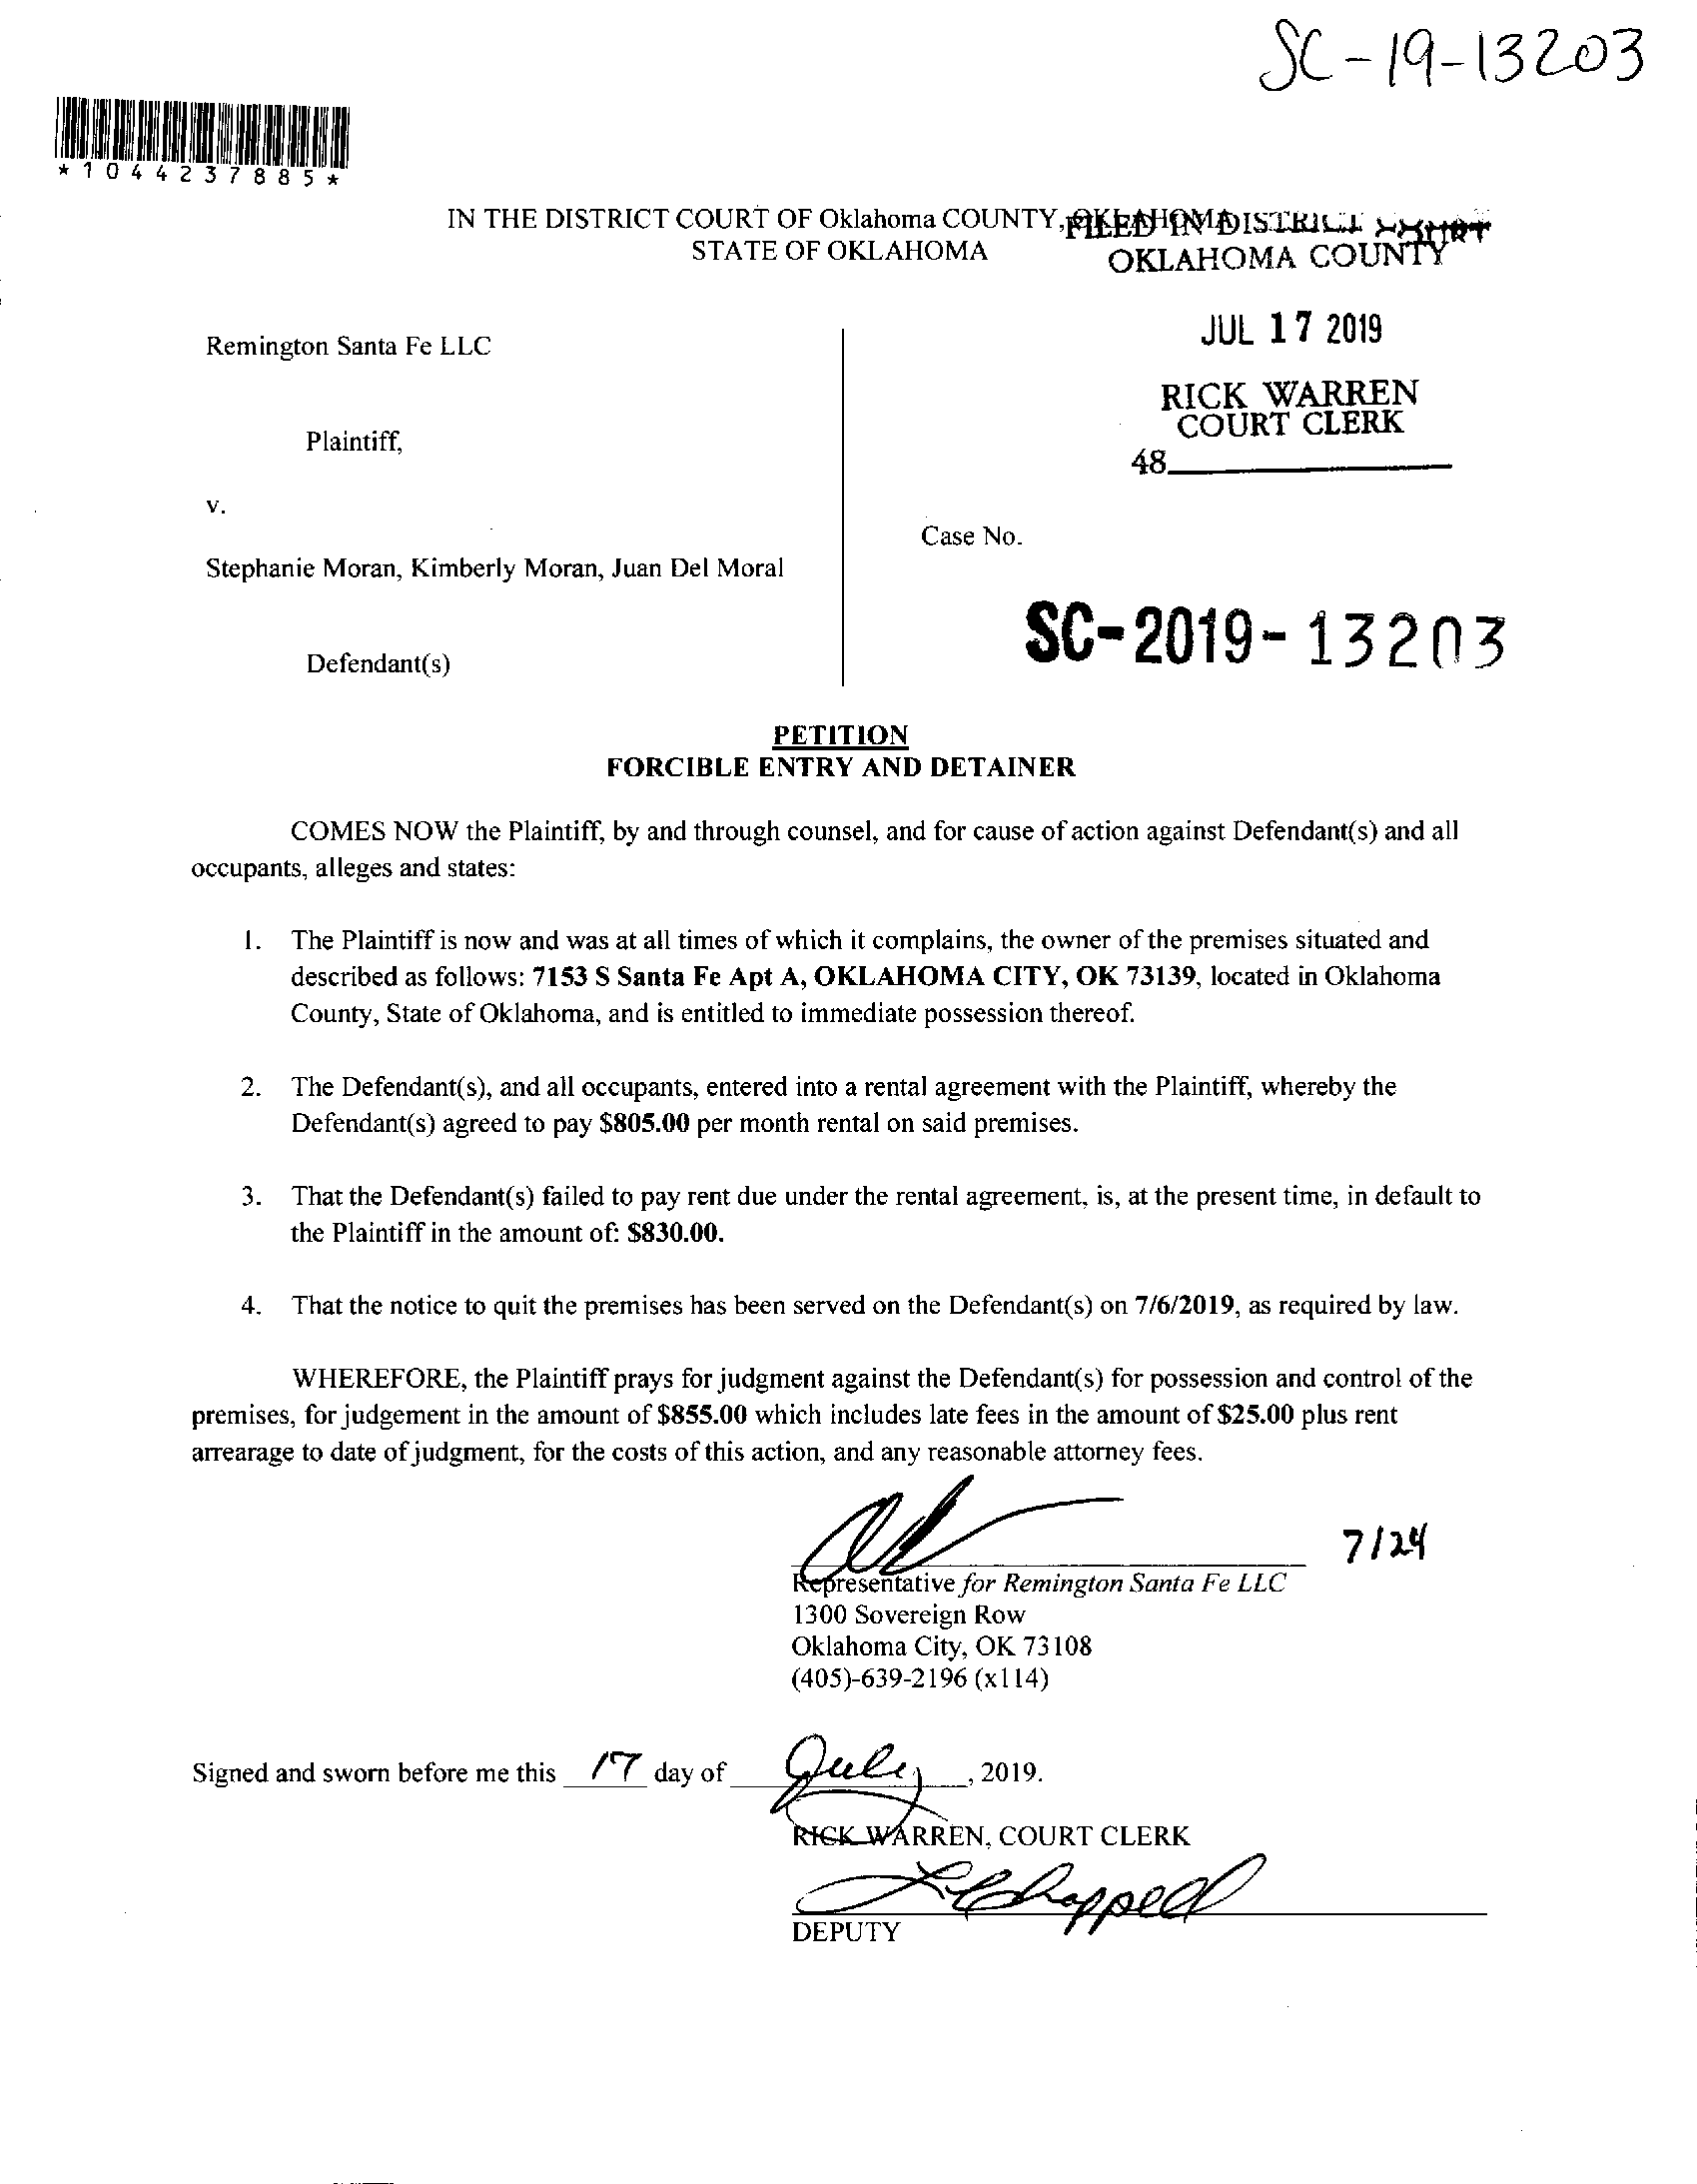 SC-19-13203
*1044237885*
IN THE DISTRICT COURT OF Oklahoma COUNTY, OKLAHOMA
STATE OF OKLAHOMA
FILED IN DISTRICT COURT
OKLAHOMA COUNTY
JUL 17 2019
RICK WARREN
COURT CLERK
48
Remington Santa Fe LLC
Plaintiff,
v.
Case No.
Stephanie Moran, Kimberly Moran, Juan Del Moral
SC-2019-13203
Defendant(s)
PETITION
FORCIBLE ENTRY AND DETAINER
COMES NOW the Plaintiff, by and through counsel, and for cause of action against Defendant(s) and all
occupants, alleges and states:
1. The Plaintiff is now and was at all times of which it complains, the owner of the premises situated and
described as follows: 7153 S Santa Fe Apt A, OKLAHOMA CITY, OK 73139, located in Oklahoma
County, State of Oklahoma, and is entitled to immediate possession thereof.
2. The Defendant(s), and all occupants, entered into a rental agreement with the Plaintiff, whereby the
Defendant(s) agreed to pay $805.00 per month rental on said premises.
3. That the Defendant(s) failed to pay rent due under the rental agreement, is, at the present time, in default to
the Plaintiff in the amount of: $830.00.
4. That the notice to quit the premises has been served on the Defendant(s) on 7/6/2019, as required by law.
WHEREFORE, the Plaintiff prays for judgment against the Defendant(s) for possession and control of the
premises, for judgement in the amount of $855.00 which includes late fees in the amount of $25.00 plus rent
arrearage to date of judgment, for the costs of this action, and any reasonable attorney fees.
7/24
Representative for Remington Santa Fe LLC
1300 Sovereign Row
Oklahoma City, OK 73108
(405)-639-2196 (x114)
Signed and sworn before me this 17 day of July, 2019.
RICK WARREN, COURT CLERK
DEPUTY